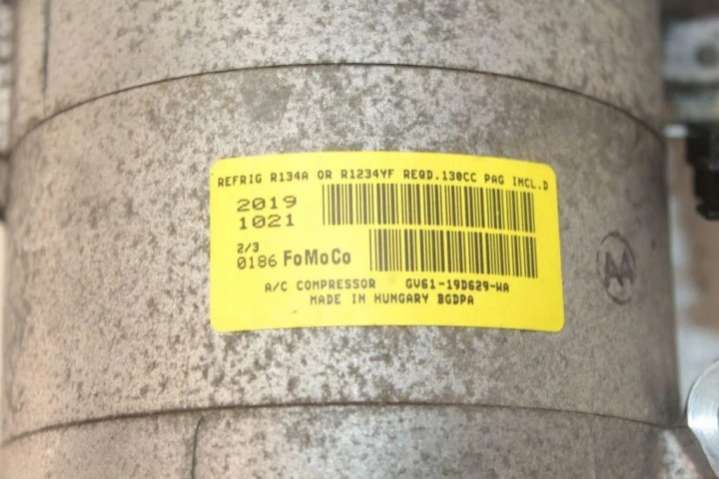 REFRIG R134A OR R1234YF REQD.130CC PAG INCL.D
2019
1021
2/3
0186 FoMoCo
A/C COMPRESSOR GV61-19D629-WA
MADE IN HUNGARY BGDPA
AA